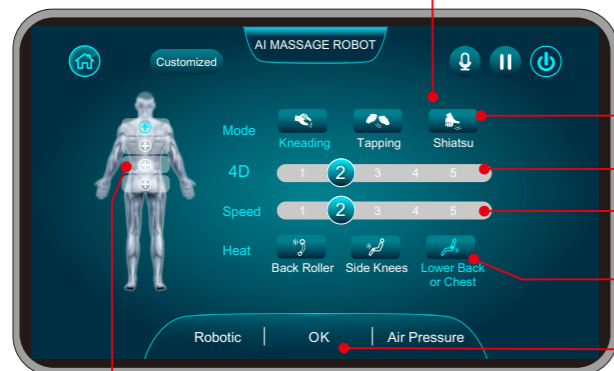 AI MASSAGE ROBOT
Customized
Mode
Kneading
Tapping
Shiatsu
4D
1 2 3 4 5
Speed
1 2 3 4 5
Heat
Back Roller
Side Knees
Lower Back
or Chest
Robotic
OK
Air Pressure